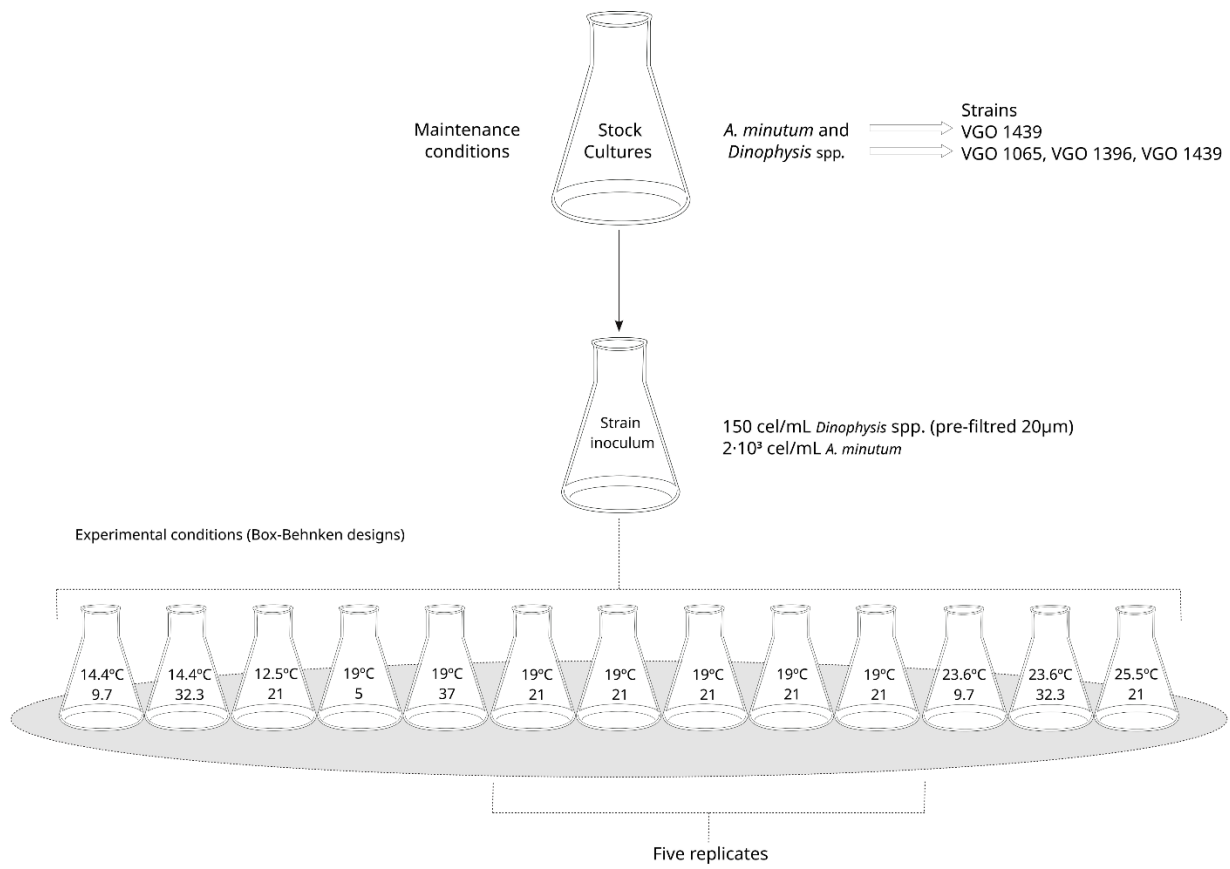 Maintenance
conditions
Stock
Cultures
A. minutum and
Dinophysis spp.
Strains
VGO 1439
VGO 1065, VGO 1396, VGO 1439
Strain
inoculum
150 cel/mL Dinophysis spp. (pre-filtred 20µm)
2·10³ cel/mL A. minutum
Experimental conditions (Box-Behnken designs)
14.4ºC
9.7
14.4ºC
32.3
12.5ºC
21
19ºC
5
19ºC
37
19ºC
21
19ºC
21
19ºC
21
19ºC
21
19ºC
21
23.6ºC
9.7
23.6ºC
32.3
25.5ºC
21
Five replicates